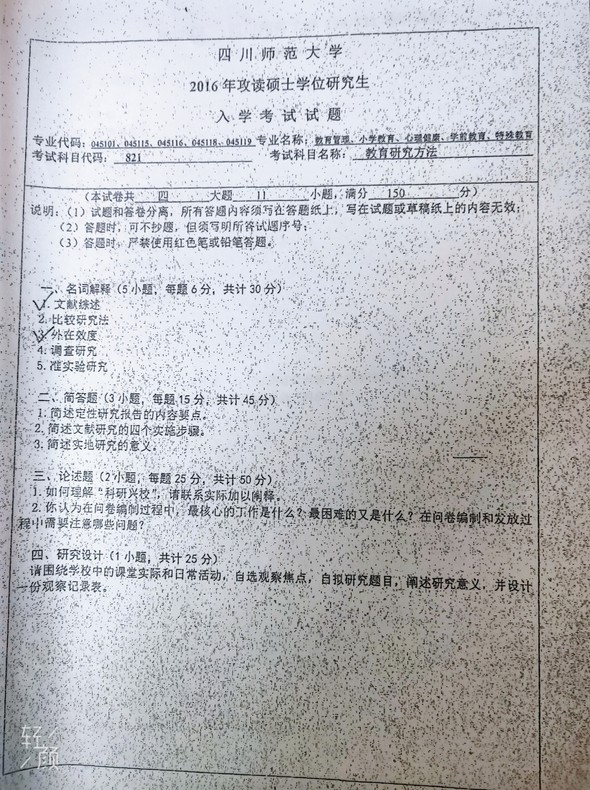 四川师范大学
2016 年攻读硕士学位研究生
入学考试试题
专业代码：045101、045115、045116、045118、045119 专业名称：教育管理、小学教育、心理健康、学前教育、特殊教育
考试科目代码： 821 考试科目名称： 教育研究方法
（本试卷共 四 大题 11 小题，满分 150 分）
说明：（1）试题和答卷分离，所有答题内容须写在答题纸上，写在试题或草稿纸上的内容无效；
（2）答题时，可不抄题，但须写明所答试题序号；
（3）答题时，严禁使用红色笔或铅笔答题。
一、名词解释（5 小题，每题 6 分，共计 30 分）
1. 文献综述
2. 比较研究法
3. 外在效度
4. 调查研究
5. 准实验研究
二、简答题（3 小题，每题 15 分，共计 45 分）
1. 简述定性研究报告的内容要点。
2. 简述文献研究的四个实施步骤。
3. 简述实地研究的意义。
三、论述题（2 小题，每题 25 分，共计 50 分）
1. 如何理解“科研兴校”，请联系实际加以阐释。
2. 你认为在问卷编制过程中，最核心的工作是什么？最困难的又是什么？在问卷编制和发放过
程中需要注意哪些问题？
四、研究设计（1 小题，共计 25 分）
请围绕学校中的课堂实际和日常活动，自选观察焦点，自拟研究题目，阐述研究意义，并设计
一份观察记录表。
轻
颜